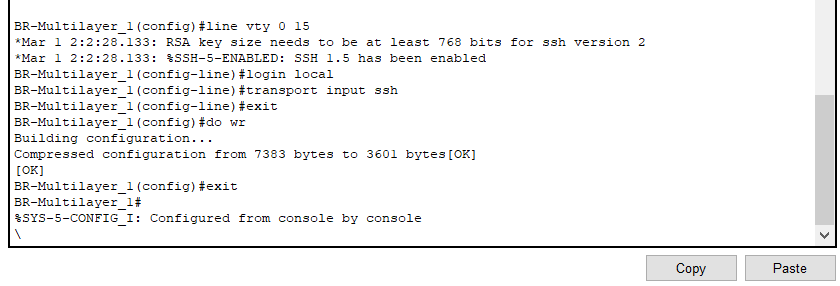 BR-Multilayer_1(config)#line vty 0 15
*Mar 1 2:2:28.133: RSA key size needs to be at least 768 bits for ssh version 2
*Mar 1 2:2:28.133: %SSH-5-ENABLED: SSH 1.5 has been enabled
BR-Multilayer_1(config-line)#login local
BR-Multilayer_1(config-line)#transport input ssh
BR-Multilayer_1(config-line)#exit
BR-Multilayer_1(config)#do wr
Building configuration...
Compressed configuration from 7383 bytes to 3601 bytes[OK]
[OK]
BR-Multilayer_1(config)#exit
BR-Multilayer_1#
%SYS-5-CONFIG_I: Configured from console by console
\
Copy Paste